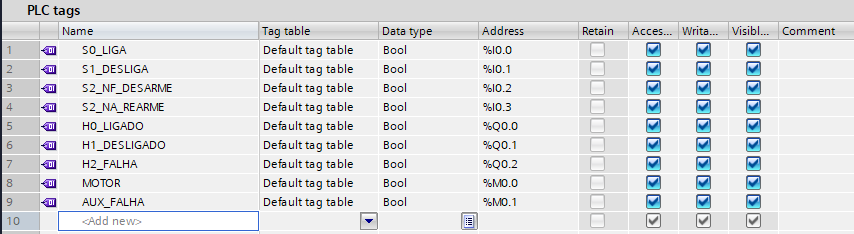 PLC tags
Name Tag table Data type Address Retain Acces... Writa... Visibl... Comment
1 S0_LIGA Default tag table Bool %I0.0
2 S1_DESLIGA Default tag table Bool %I0.1
3 S2_NF_DESARME Default tag table Bool %I0.2
4 S2_NA_REARME Default tag table Bool %I0.3
5 H0_LIGADO Default tag table Bool %Q0.0
6 H1_DESLIGADO Default tag table Bool %Q0.1
7 H2_FALHA Default tag table Bool %Q0.2
8 MOTOR Default tag table Bool %M0.0
9 AUX_FALHA Default tag table Bool %M0.1
10 <Add new>